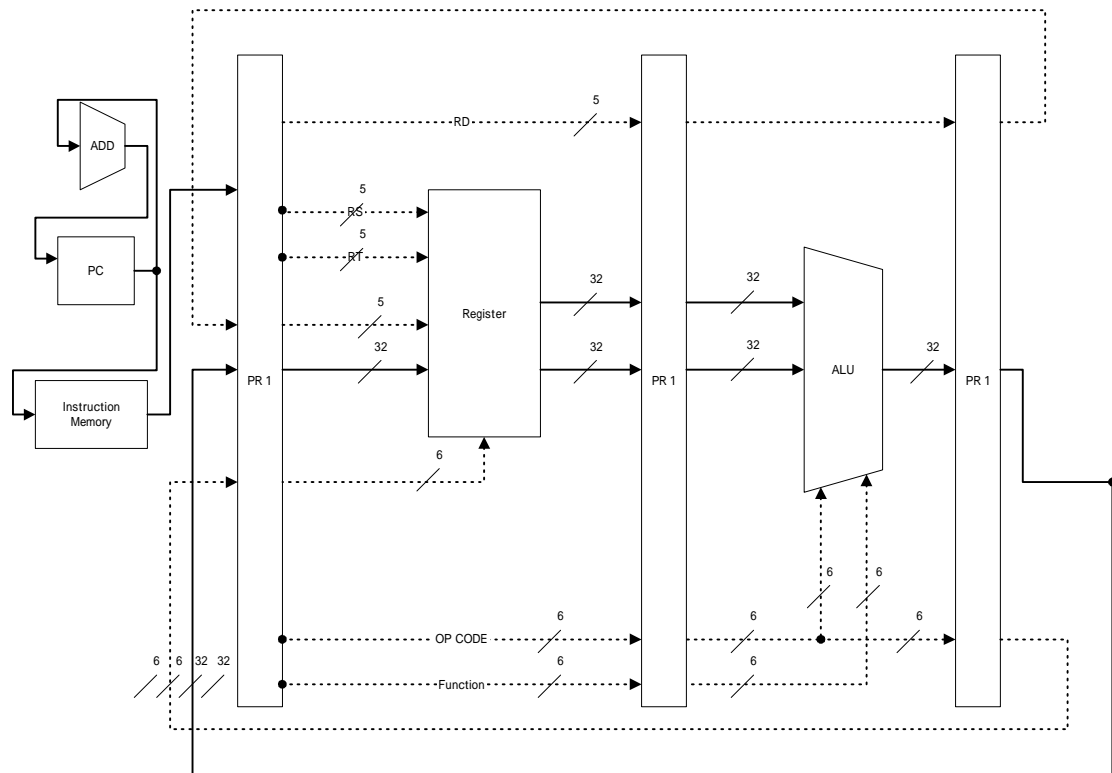 5
RD
ADD
5
RS
5
RT
PC
32
32
5
Register
32
32
32
32
PR 1
PR 1
ALU
PR 1
Instruction
Memory
6
6
6
6
6
6
OP CODE
6
6
32
32
6
6
Function